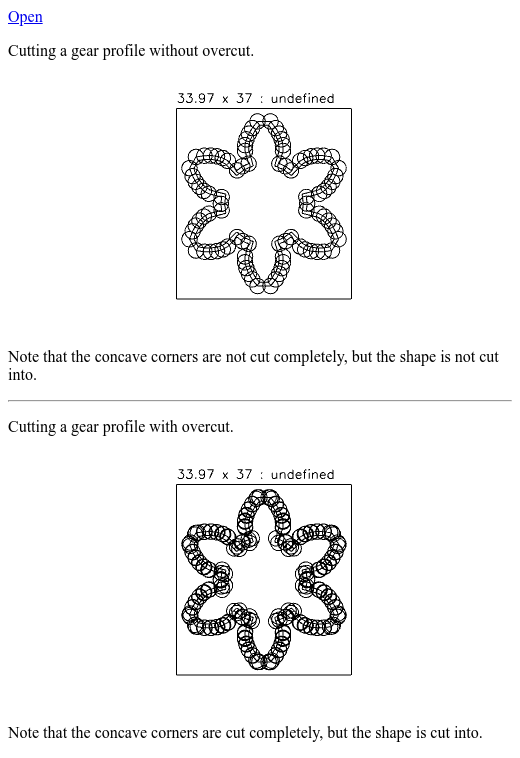 Open
Cutting a gear profile without overcut.
33.97 x 37 : undefined
Note that the concave corners are not cut completely, but the shape is not cut
into.
Cutting a gear profile with overcut.
33.97 x 37 : undefined
Note that the concave corners are cut completely, but the shape is cut into.